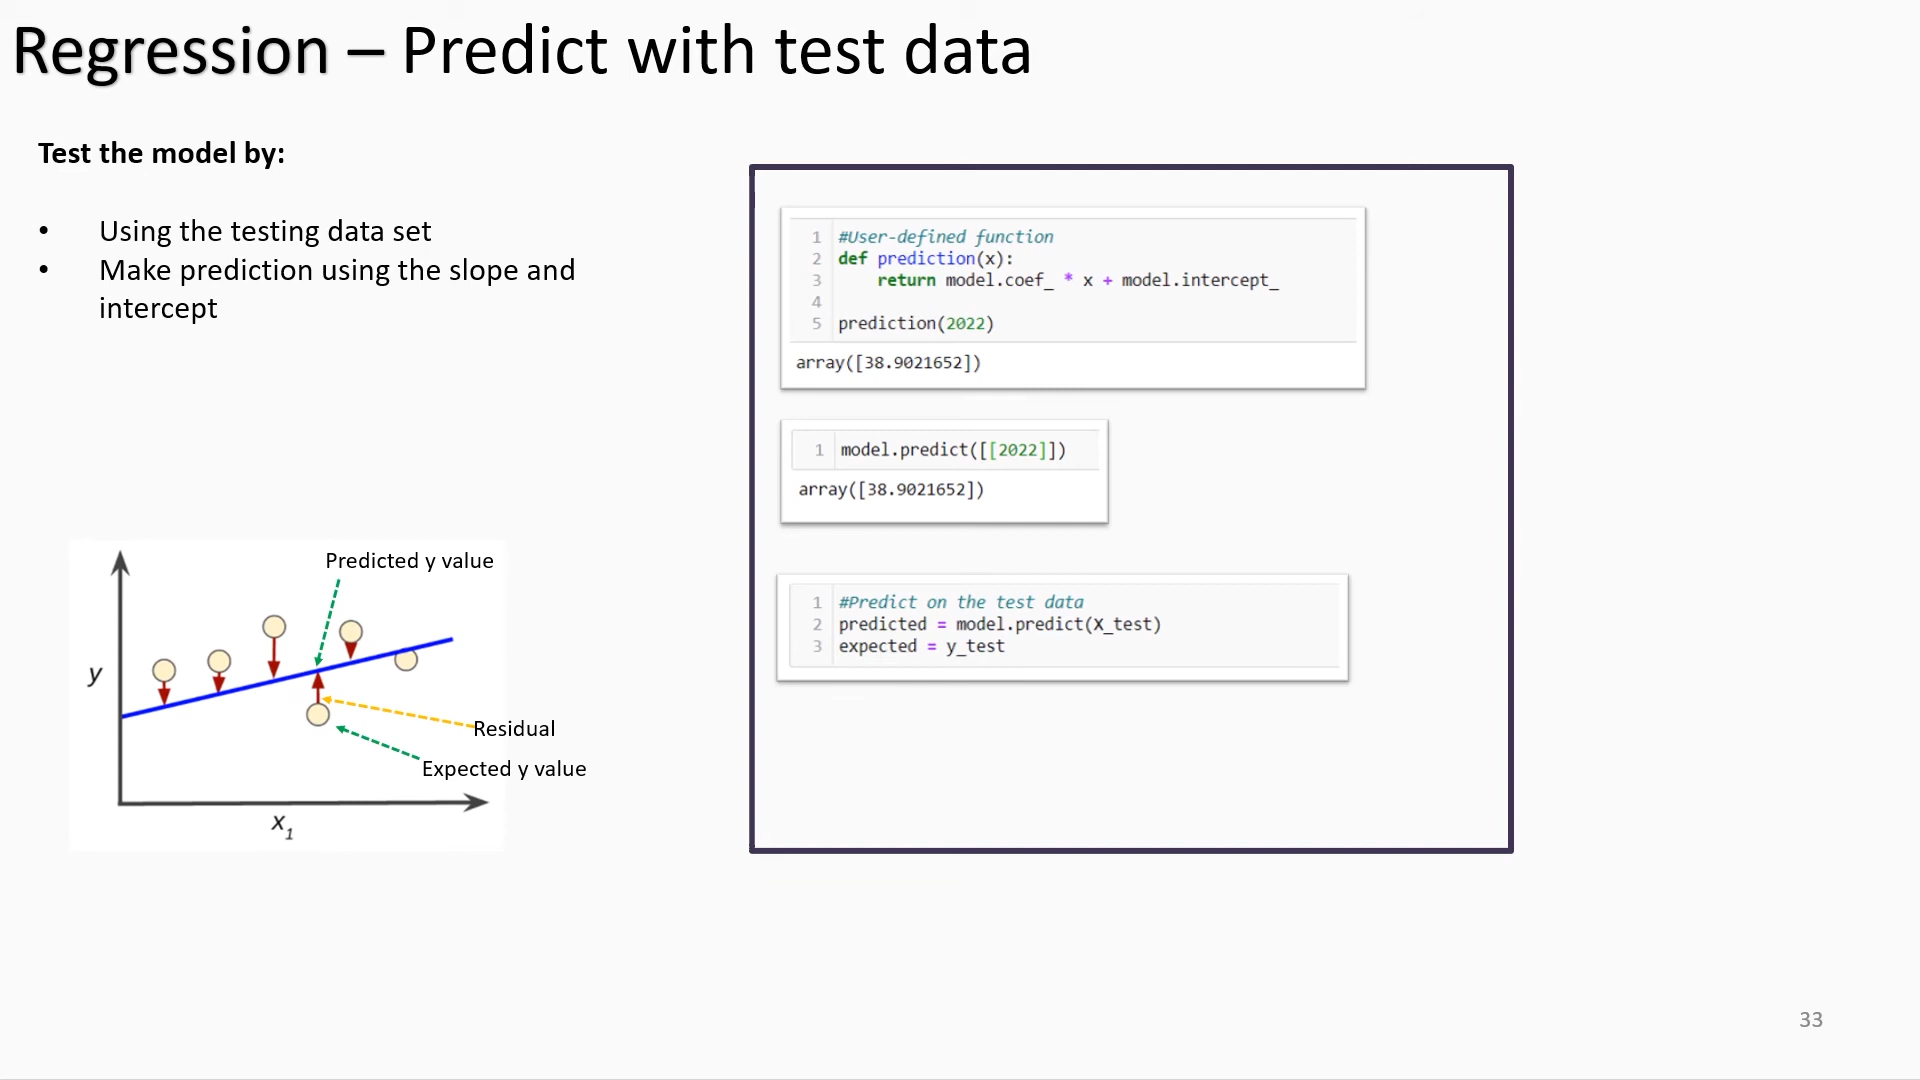 Regression – Predict with test data
Test the model by:
• Using the testing data set
• Make prediction using the slope and
intercept
Predicted y value
y
Residual
Expected y value
x1
1 #User-defined function
2 def prediction(x):
3     return model.coef_ * x + model.intercept_
4
5 prediction(2022)
array([38.9021652])
1 model.predict([[2022]])
array([38.9021652])
1 #Predict on the test data
2 predicted = model.predict(X_test)
3 expected = y_test
33